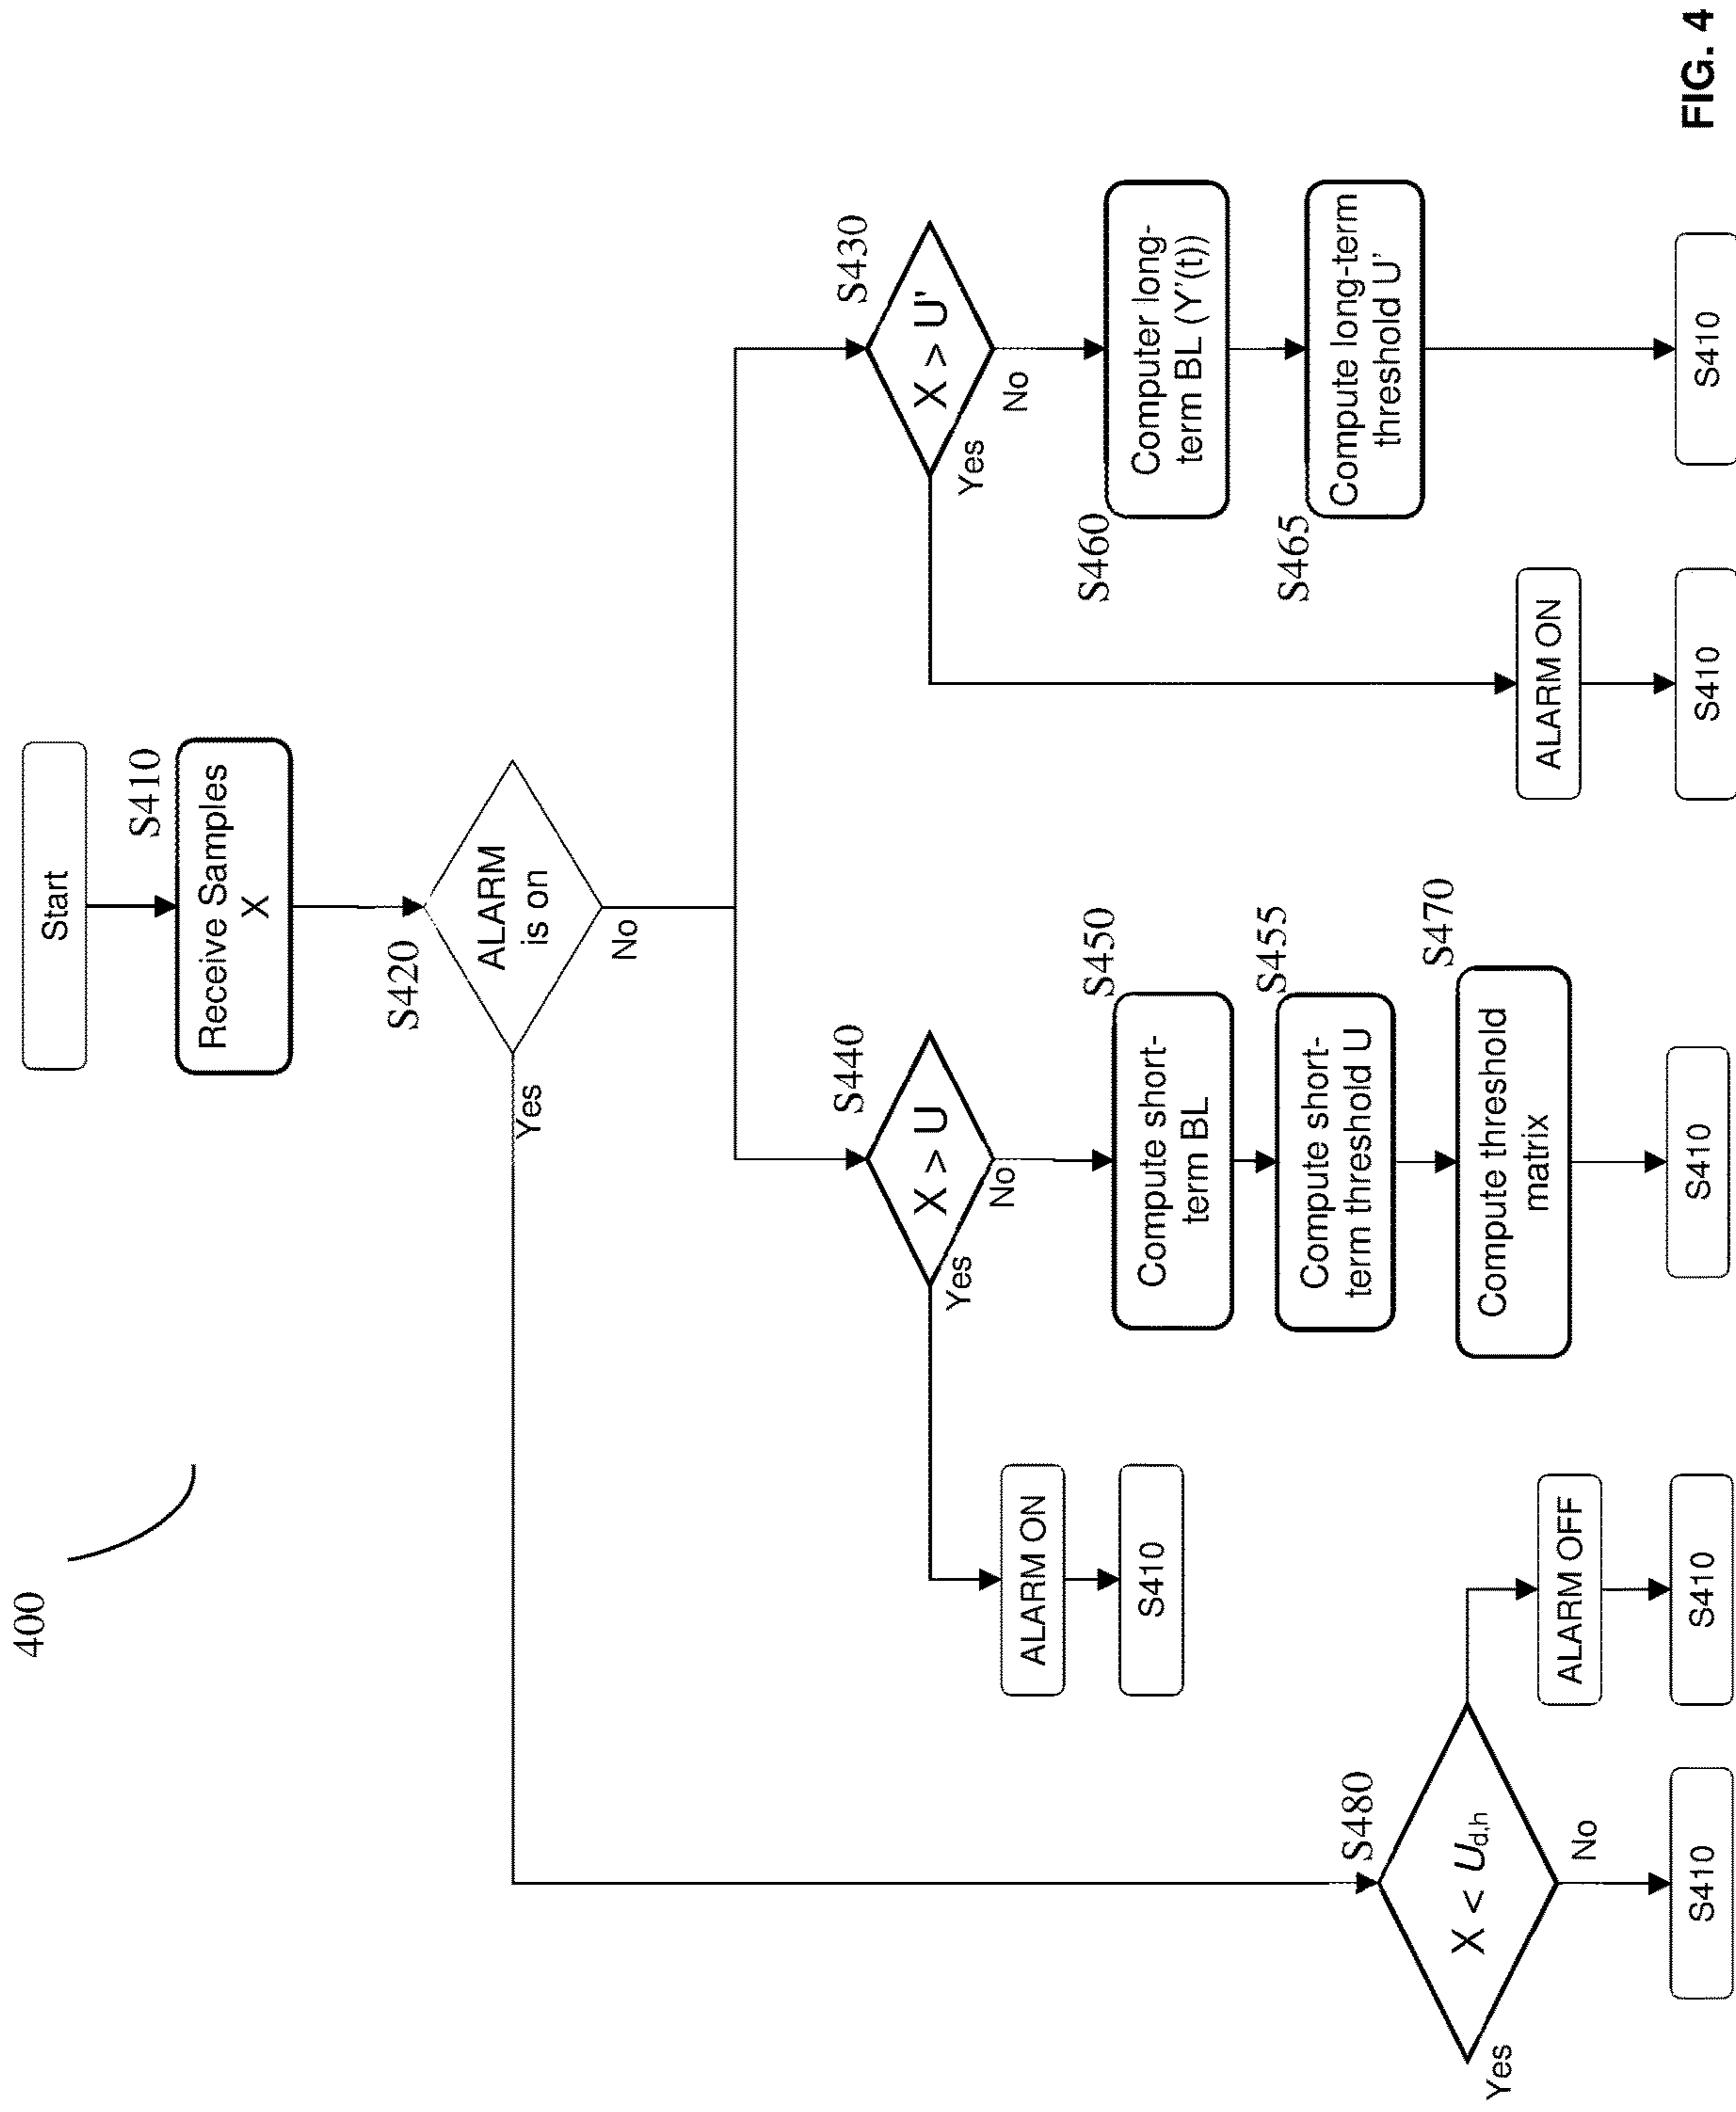 400
Start
S410
Receive Samples
X
S420
ALARM
is on
Yes
No
S440
X > U
Yes
No
S430
X > U'
Yes
No
ALARM ON
S410
S450
Compute short-
term BL
S455
Compute short-
term threshold U
S470
Compute threshold
matrix
S410
S460
Computer long-
term BL (Y'(t))
S465
Compute long-term
threshold U'
S410
ALARM ON
S410
S480
X < Ud,h
Yes
No
S410
ALARM OFF
S410
FIG. 4